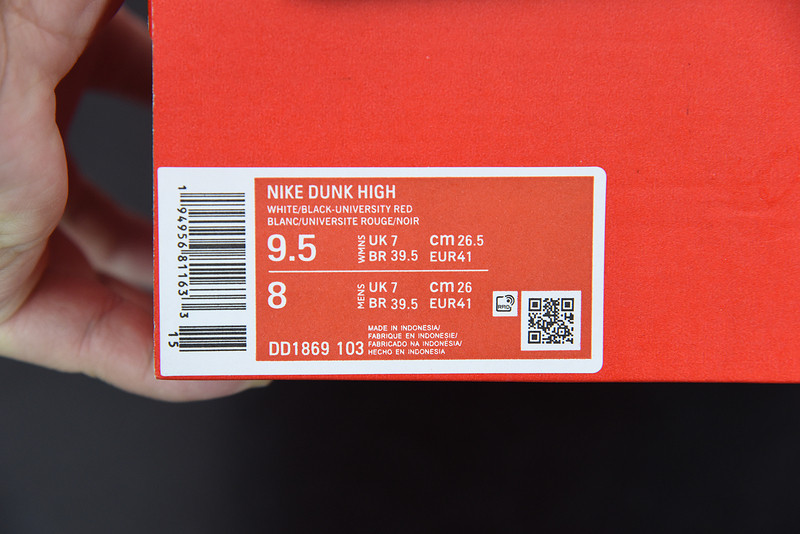 NIKE DUNK HIGH
WHITE/BLACK-UNIVERSITY RED
BLANC/UNIVERSITE ROUGE/NOIR
9.5 WMNS UK 7 cm 26.5
BR 39.5 EUR41
8 MENS UK 7 cm 26
BR 39.5 EUR41
DD1869 103
MADE IN INDONESIA/
FABRIQUE EN INDONESIE/
FABRICADO NA INDONÉSIA/
HECHO EN INDONESIA
RFID
1 94956 81163 3
15